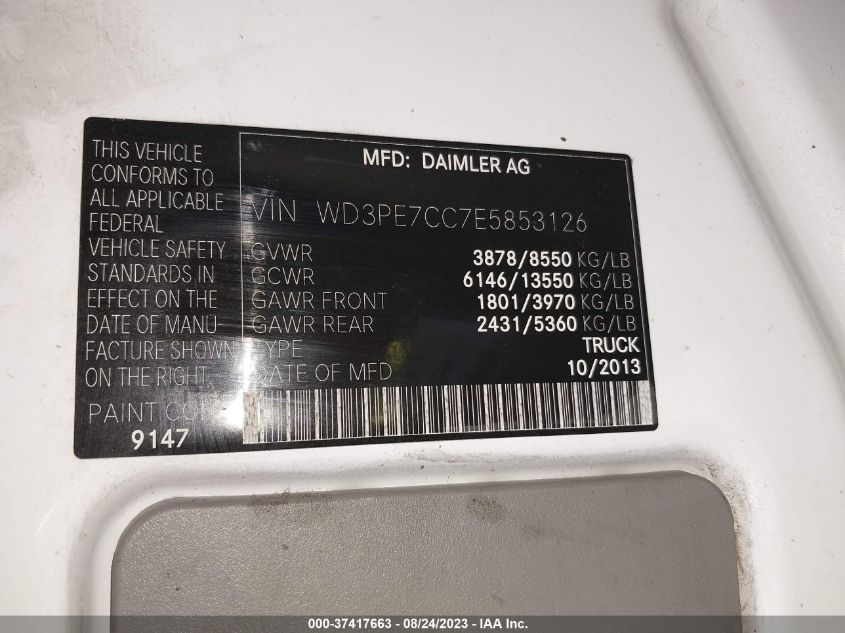 THIS VEHICLE
CONFORMS TO
ALL APPLICABLE
FEDERAL
VEHICLE SAFETY
STANDARDS IN
EFFECT ON THE
DATE OF MANU
FACTURE SHOWN
ON THE RIGHT.
PAINT CODE
9147
MFD: DAIMLER AG
VIN WD3PE7CC7E5853126
GVWR 3878/8550 KG/LB
GCWR 6146/13550 KG/LB
GAWR FRONT 1801/3970 KG/LB
GAWR REAR 2431/5360 KG/LB
TYPE TRUCK
DATE OF MFD 10/2013
000-37417663 - 08/24/2023 - IAA Inc.